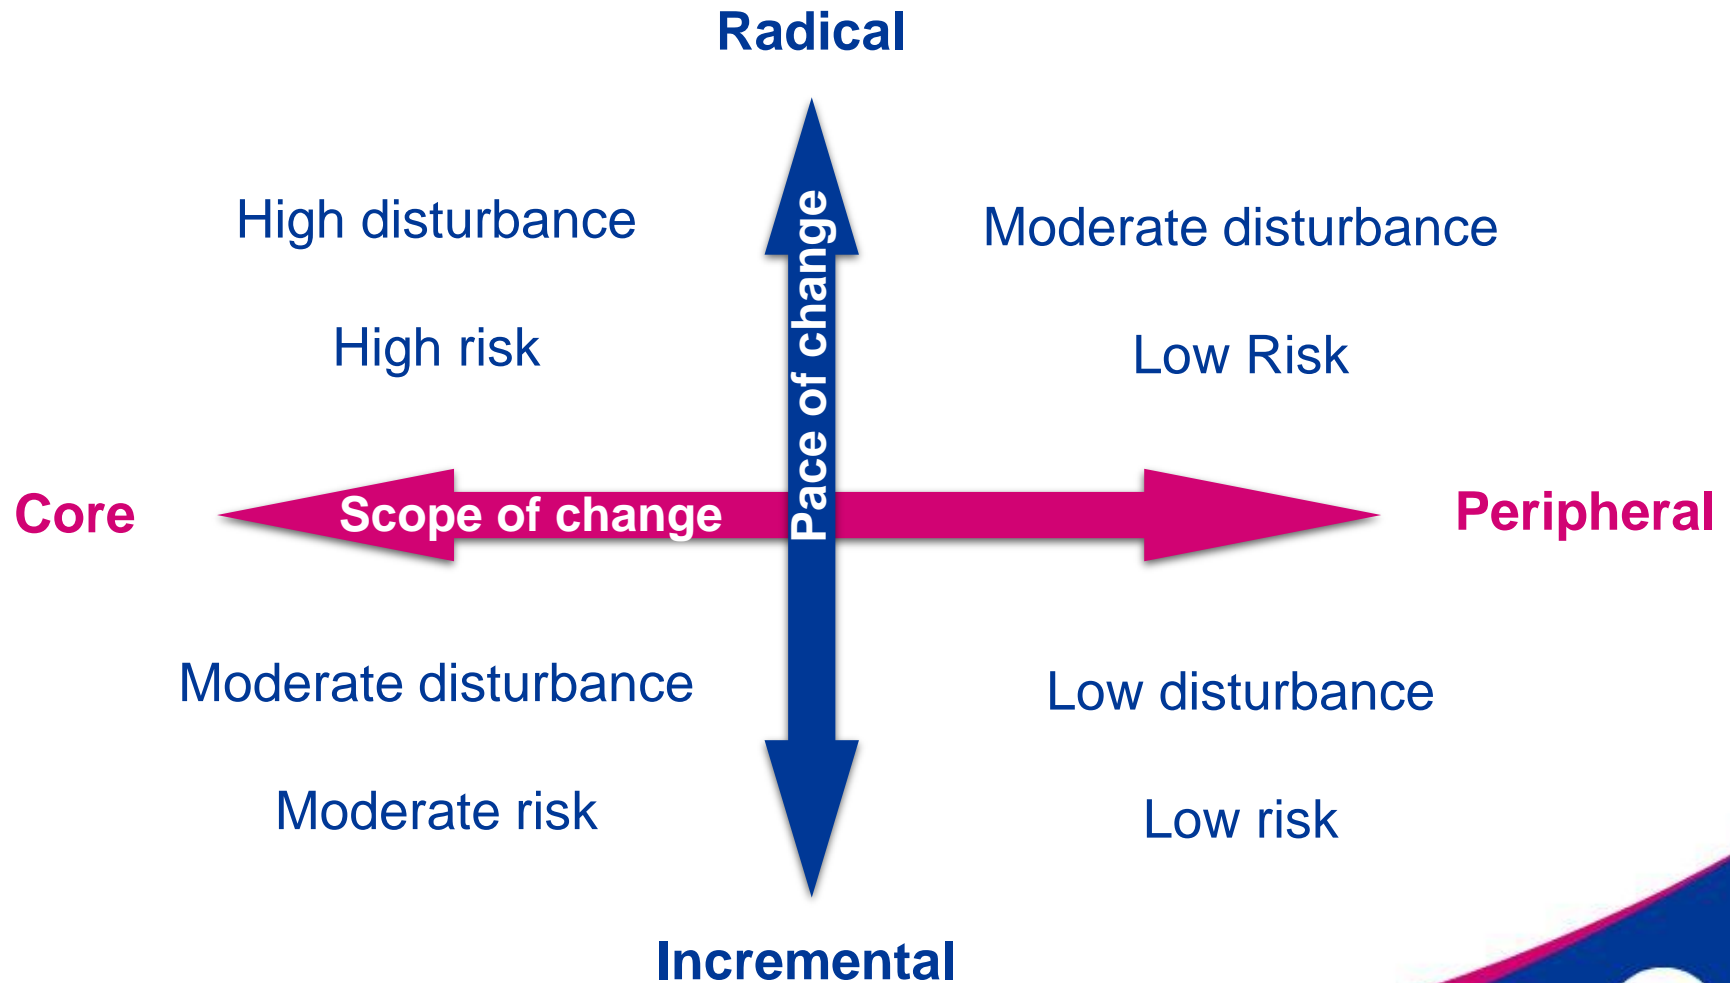 Radical
High disturbance
Moderate disturbance
High risk
Low Risk
Pace of change
Core
Scope of change
Peripheral
Moderate disturbance
Low disturbance
Moderate risk
Low risk
Incremental